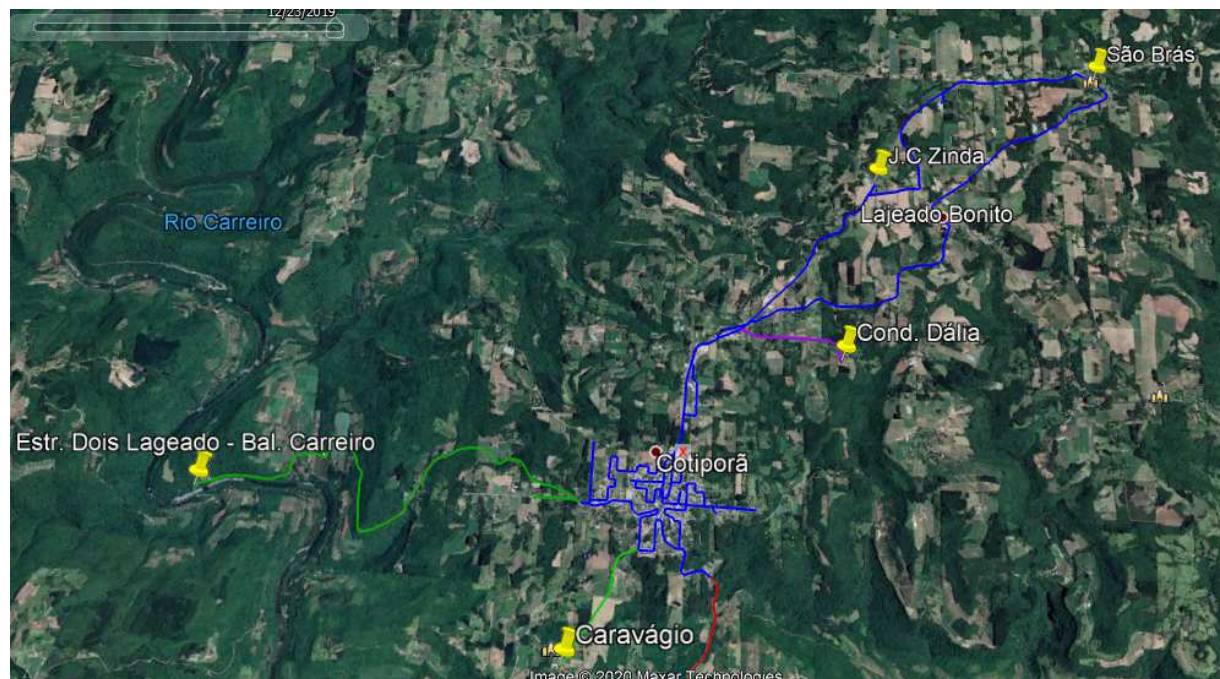 12/23/2019
São Brás
J.C Zinda
Rio Carreiro
Lajeado Bonito
Cond. Dália
Estr. Dois Lageado - Bal. Carreiro
X
Cotiporã
Caravágio
Image © 2020 Maxar Technologies